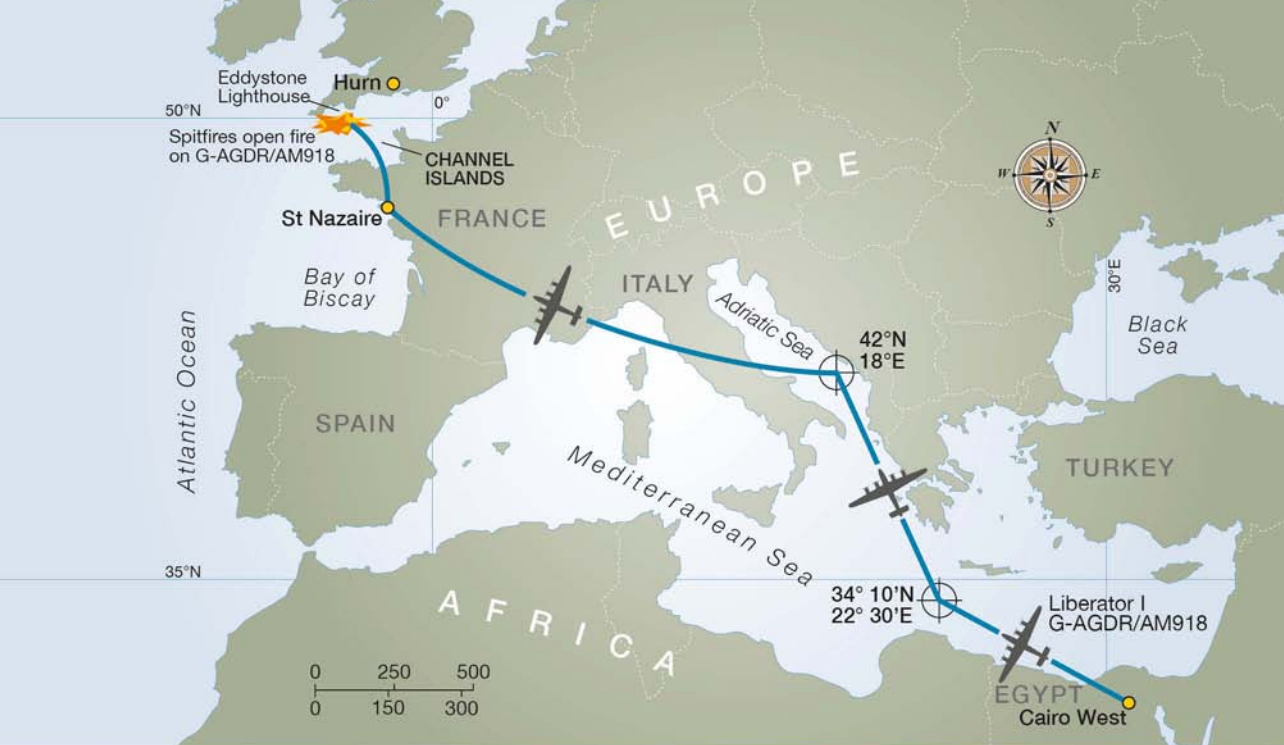 Eddystone
Lighthouse
Hurn
50°N
0°
Spitfires open fire
on G-AGDR/AM918
CHANNEL
ISLANDS
St Nazaire
FRANCE
EUROPE
N
W
E
S
Bay of
Biscay
ITALY
Adriatic Sea
30°E
Black
Sea
42°N
18°E
Atlantic Ocean
SPAIN
Mediterranean Sea
TURKEY
35°N
34° 10’N
22° 30’E
Liberator I
G-AGDR/AM918
AFRICA
0 250 500
0 150 300
EGYPT
Cairo West